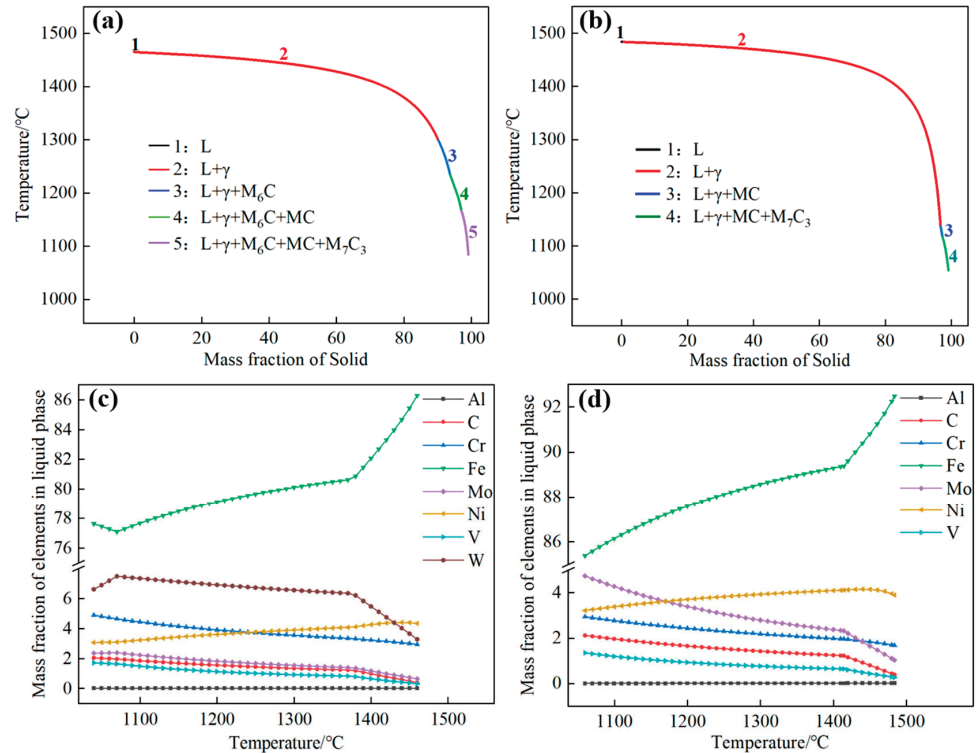 (a)
1500
1400
1300
1200
1100
1000
Temperature/°C
1
2
3
4
5
1: L
2: L+γ
3: L+γ+M₆C
4: L+γ+M₆C+MC
5: L+γ+M₆C+MC+M₇C₃
0 20 40 60 80 100
Mass fraction of Solid
(b)
1500
1400
1300
1200
1100
1000
Temperature/°C
1
2
3
4
1: L
2: L+γ
3: L+γ+MC
4: L+γ+MC+M₇C₃
0 20 40 60 80 100
Mass fraction of Solid
(c)
86
84
82
80
78
76
6
4
2
0
Mass fraction of elements in liquid phase
Al
C
Cr
Fe
Mo
Ni
V
W
1100 1200 1300 1400 1500
Temperature/°C
(d)
92
90
88
86
4
2
0
Mass fraction of elements in liquid phase
Al
C
Cr
Fe
Mo
Ni
V
1100 1200 1300 1400 1500
Temperature/°C